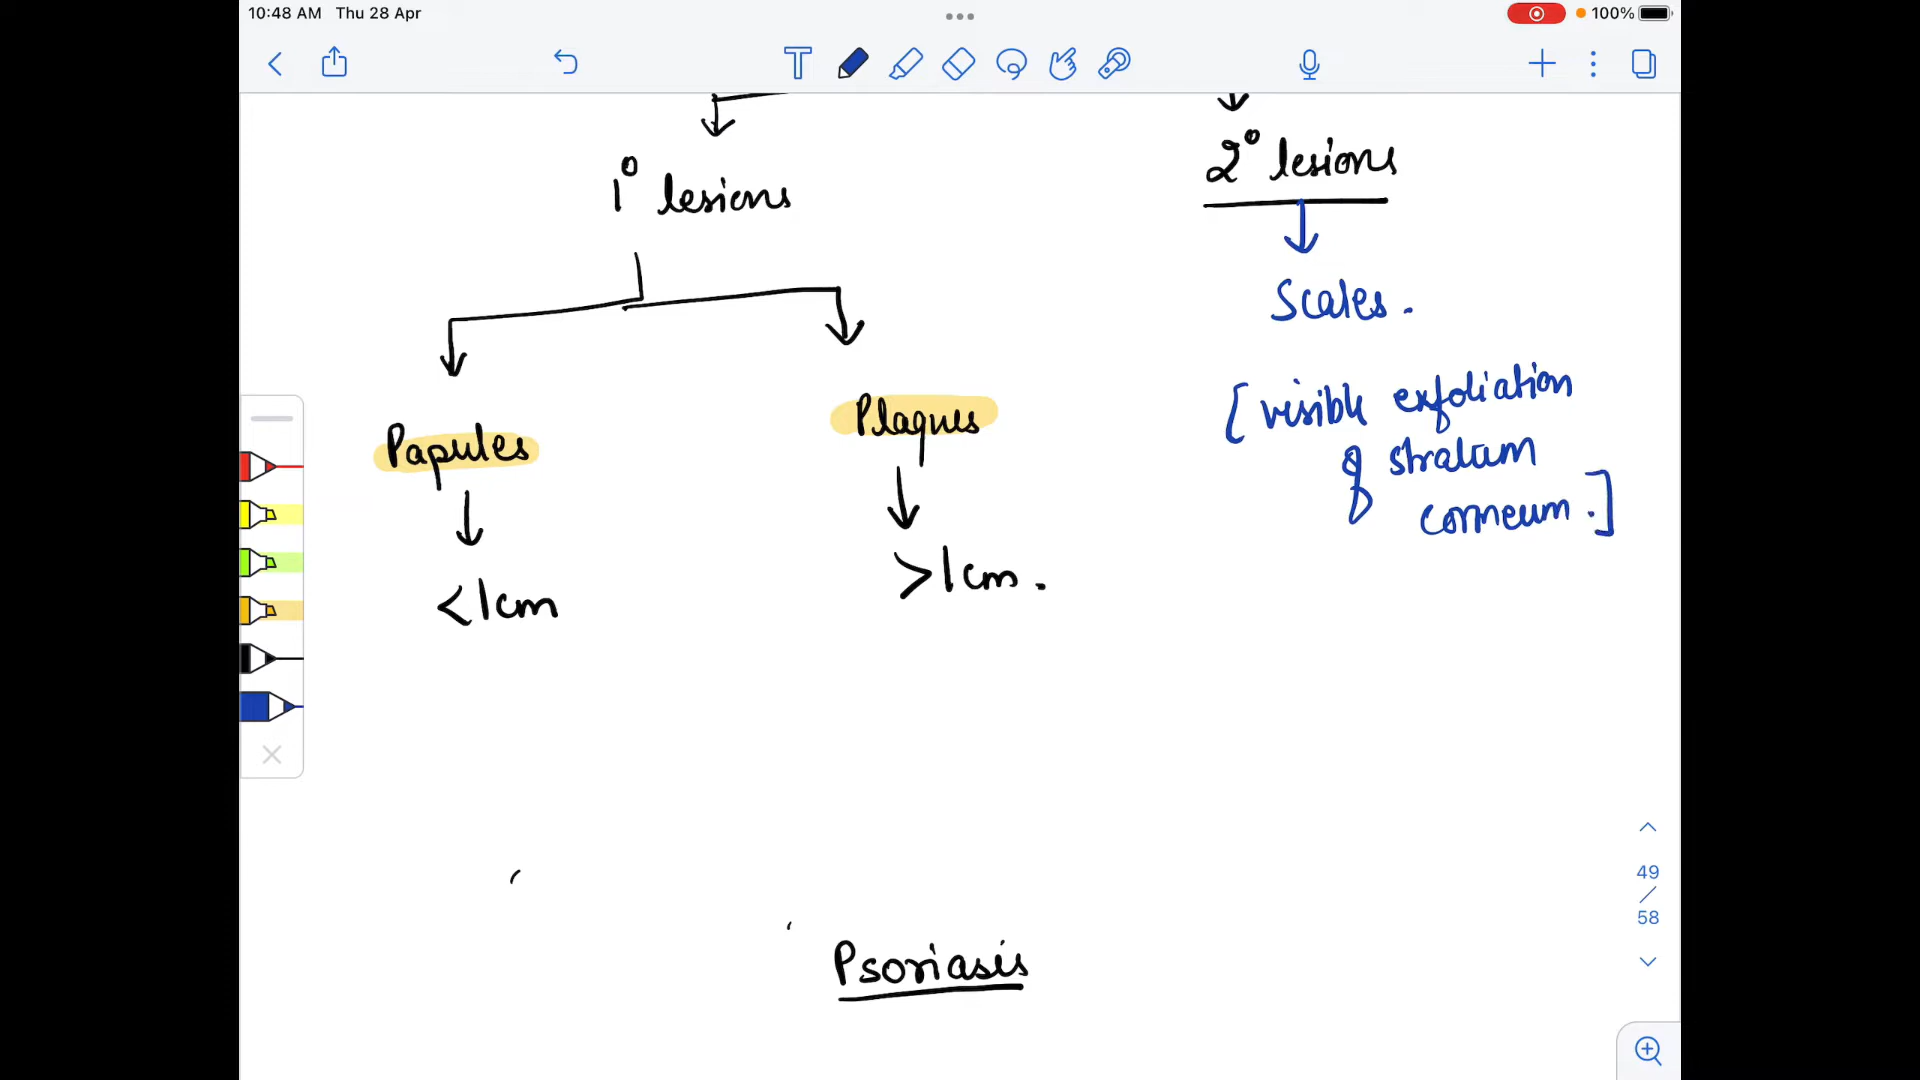 10:48 AM Thu 28 Apr
100%
1° lesions
2° lesions
Scales.
[visible exfoliation
of stratum
corneum.]
Papules
Plaques
<1cm
>1cm.
49
/
58
Psoriasis